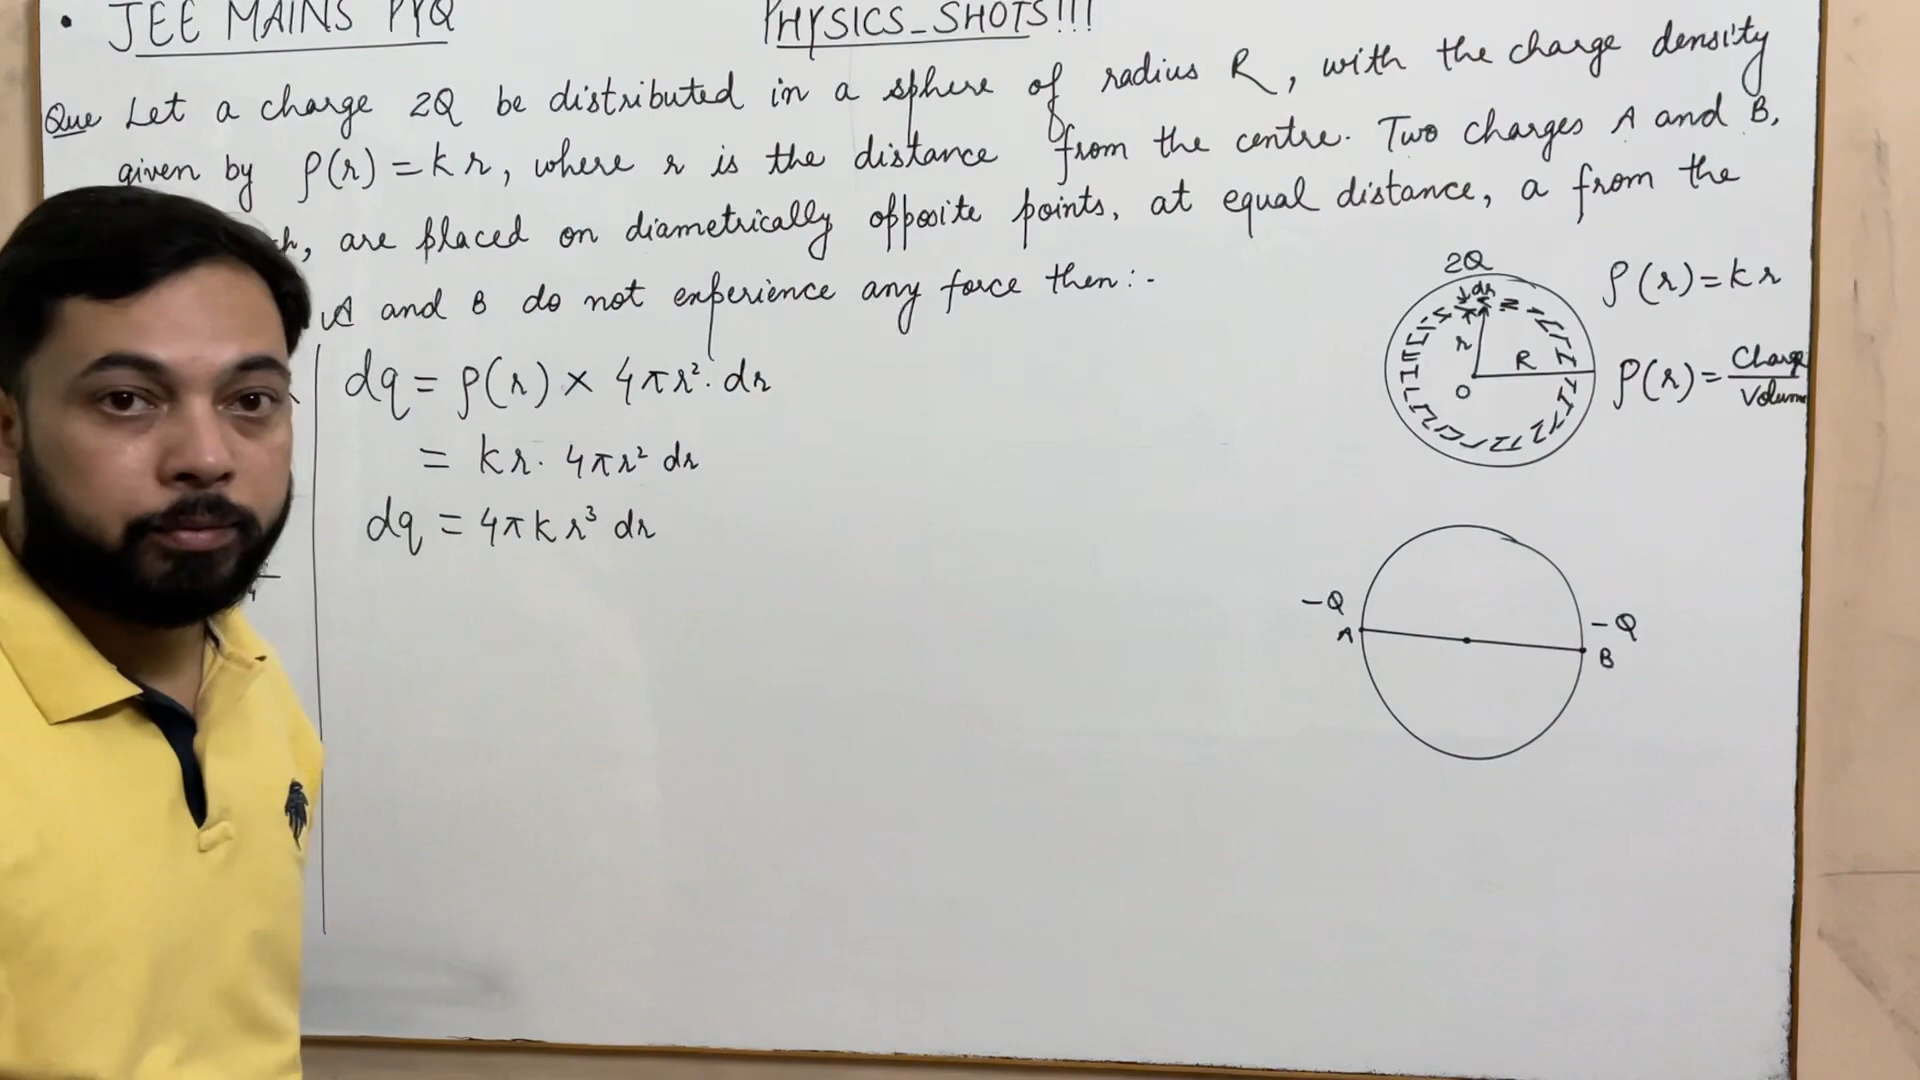 • JEE MAINS PYQ
PHYSICS_SHOTS!!!
Que Let a charge 2Q be distributed in a sphere of radius R, with the charge density
given by ρ(r) = kr, where r is the distance from the centre. Two charges A and B,
are placed on diametrically opposite points, at equal distance, a from the
A and B do not experience any force then:-
dq = ρ(r) × 4πr². dr
= kr. 4πr² dr
dq = 4πkr³ dr
2Q
dr
r
R
O
ρ(r) = kr
ρ(r) = Charge/Volume
-Q
A
-Q
B